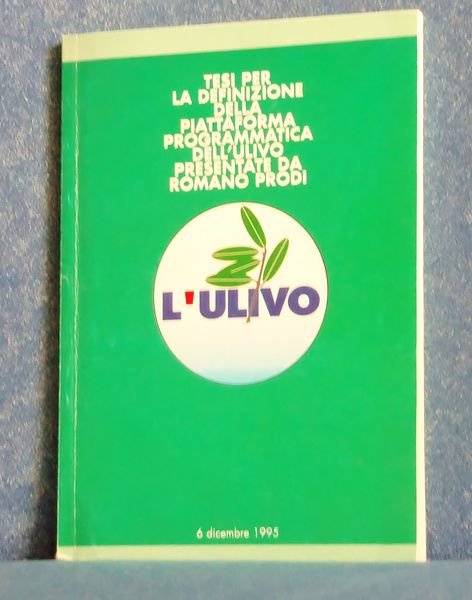 TESI PER
LA DEFINIZIONE
DELLA
PIATTAFORMA
PROGRAMMATICA
DELL'ULIVO
PRESENTATE DA
ROMANO PRODI
L'ULIVO
6 dicembre 1995